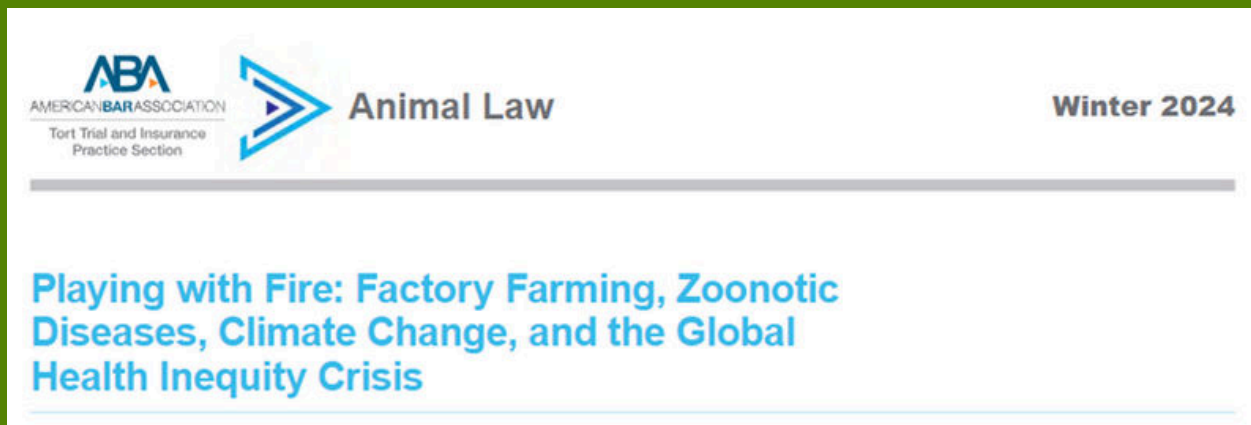 ABA
AMERICANBARASSOCIATION
Tort Trial and Insurance
Practice Section
Animal Law
Winter 2024
Playing with Fire: Factory Farming, Zoonotic
Diseases, Climate Change, and the Global
Health Inequity Crisis